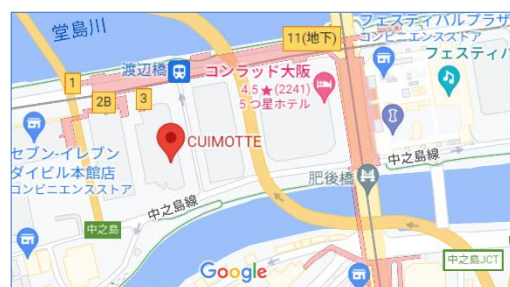 堂島川
フェスティバルプラザ
コンビニエンスストア
11(地下)
渡辺橋
コンラッド大阪
4.5★(2241)
5つ星ホテル
フェスティバ
1
2B
3
CUIMOTTE
セブン-イレブン
ダイビル本館店
コンビニエンスストア
中之島線
肥後橋
中之島線
中之島
Google
中之島JCT